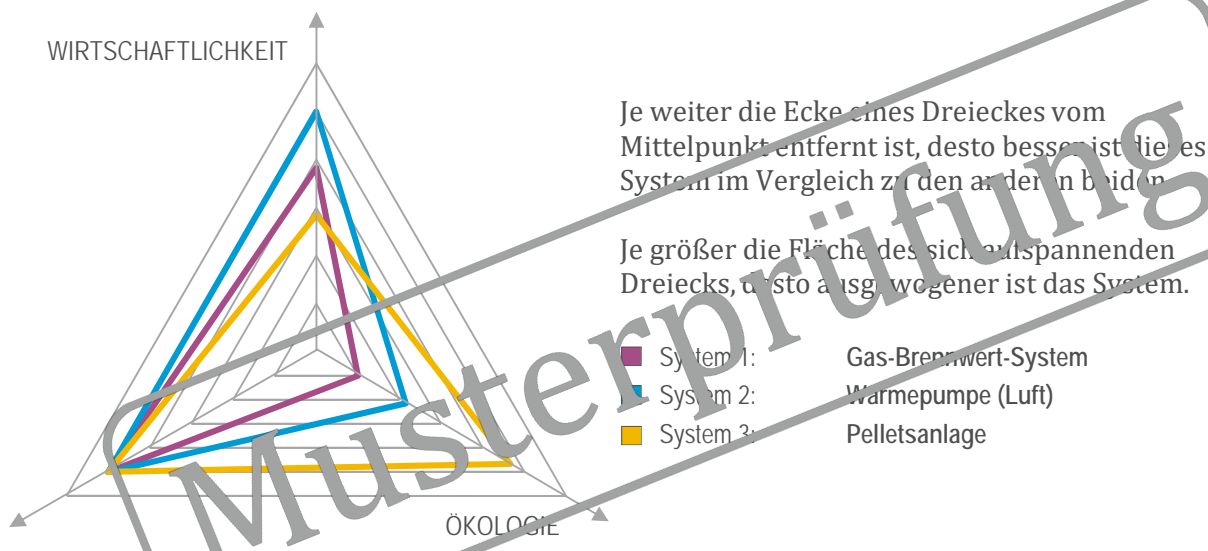 WIRTSCHAFTLICHKEIT
Je weiter die Ecke eines Dreieckes vom
Mittelpunkt entfernt ist, desto besser ist dieses
System im Vergleich zu den anderen beiden.
Je größer die Fläche des sich aufspannenden
Dreiecks, desto ausgewogener ist das System.
System 1: Gas-Brennwert-System
System 2: Wärmepumpe (Luft)
System 3: Pelletsanlage
ÖKOLOGIE
Musterprüfung